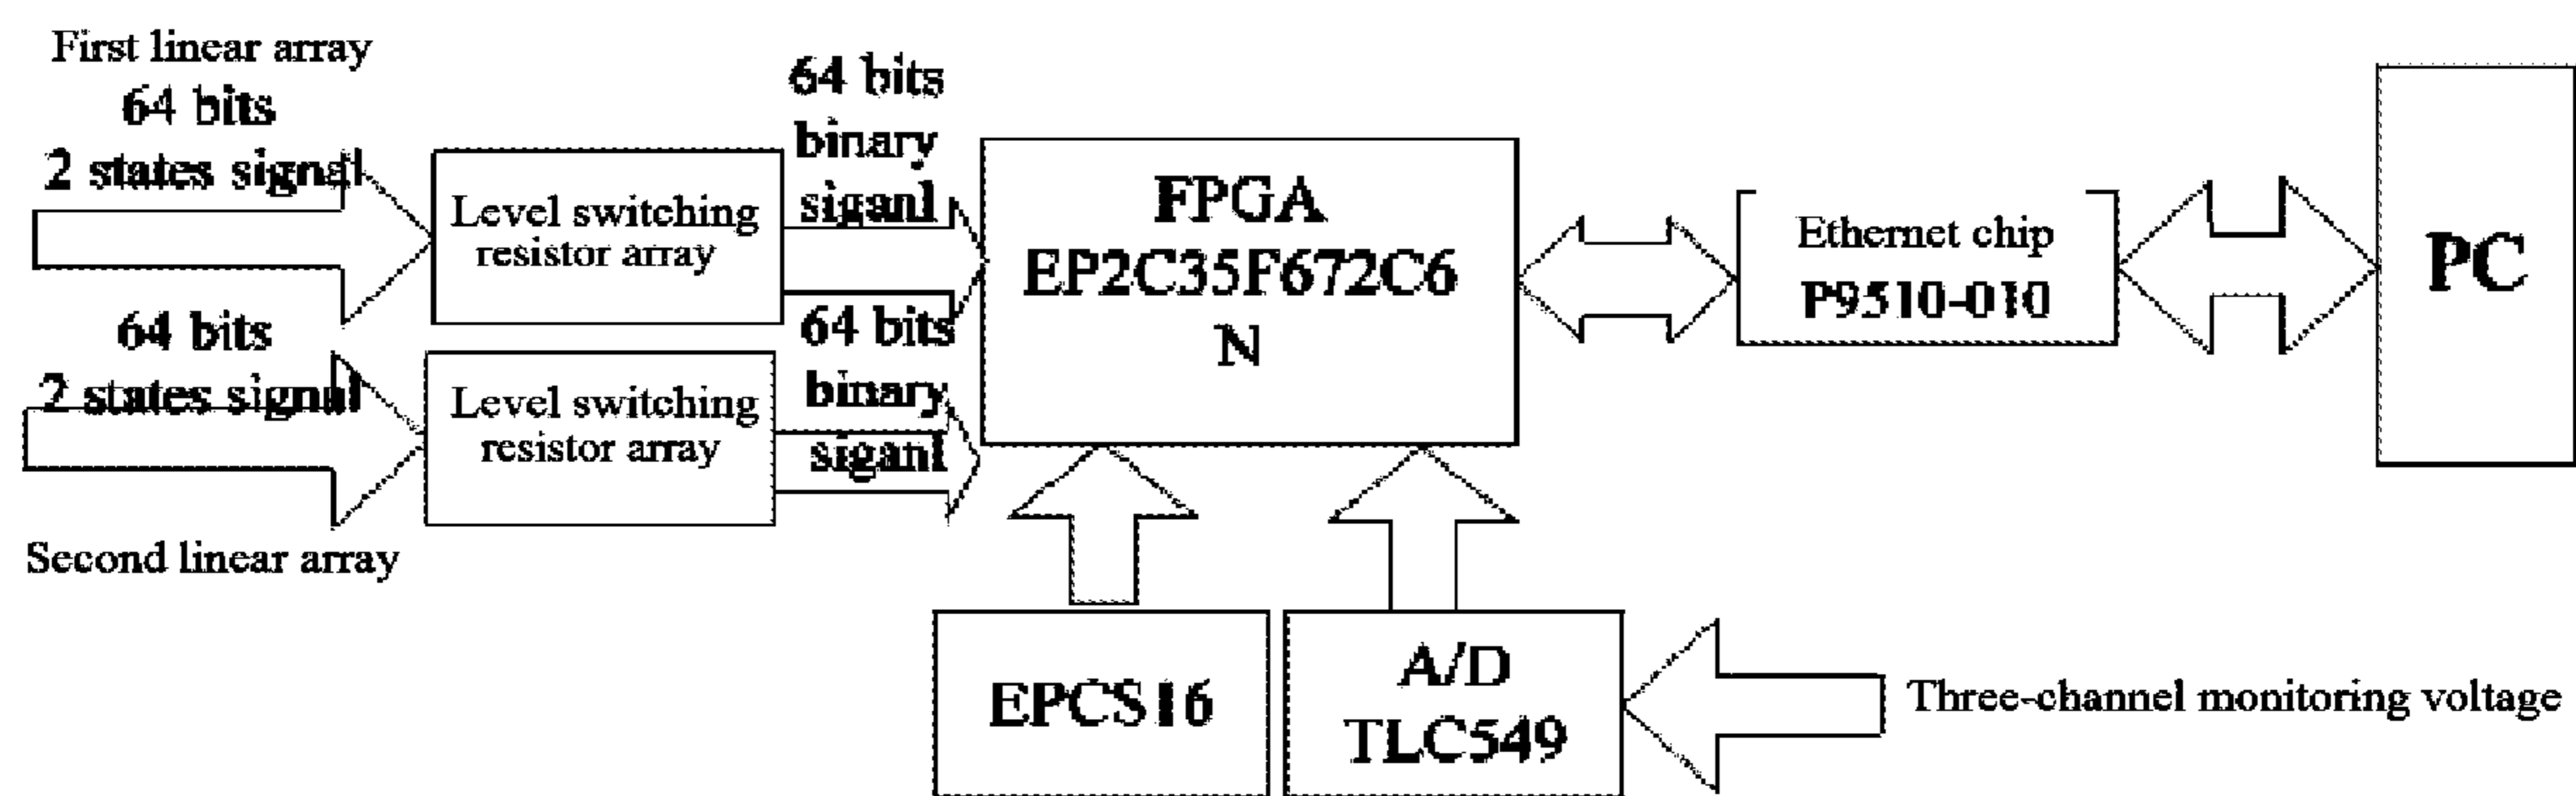 First linear array
64 bits
2 states signal
Level switching
resistor array
64 bits
binary
siganl
64 bits
2 states signal
Second linear array
Level switching
resistor array
64 bits
binary
siganl
FPGA
EP2C35F672C6
N
Ethernet chip
P9510-010
PC
EPCS16
A/D
TLC549
Three-channel monitoring voltage